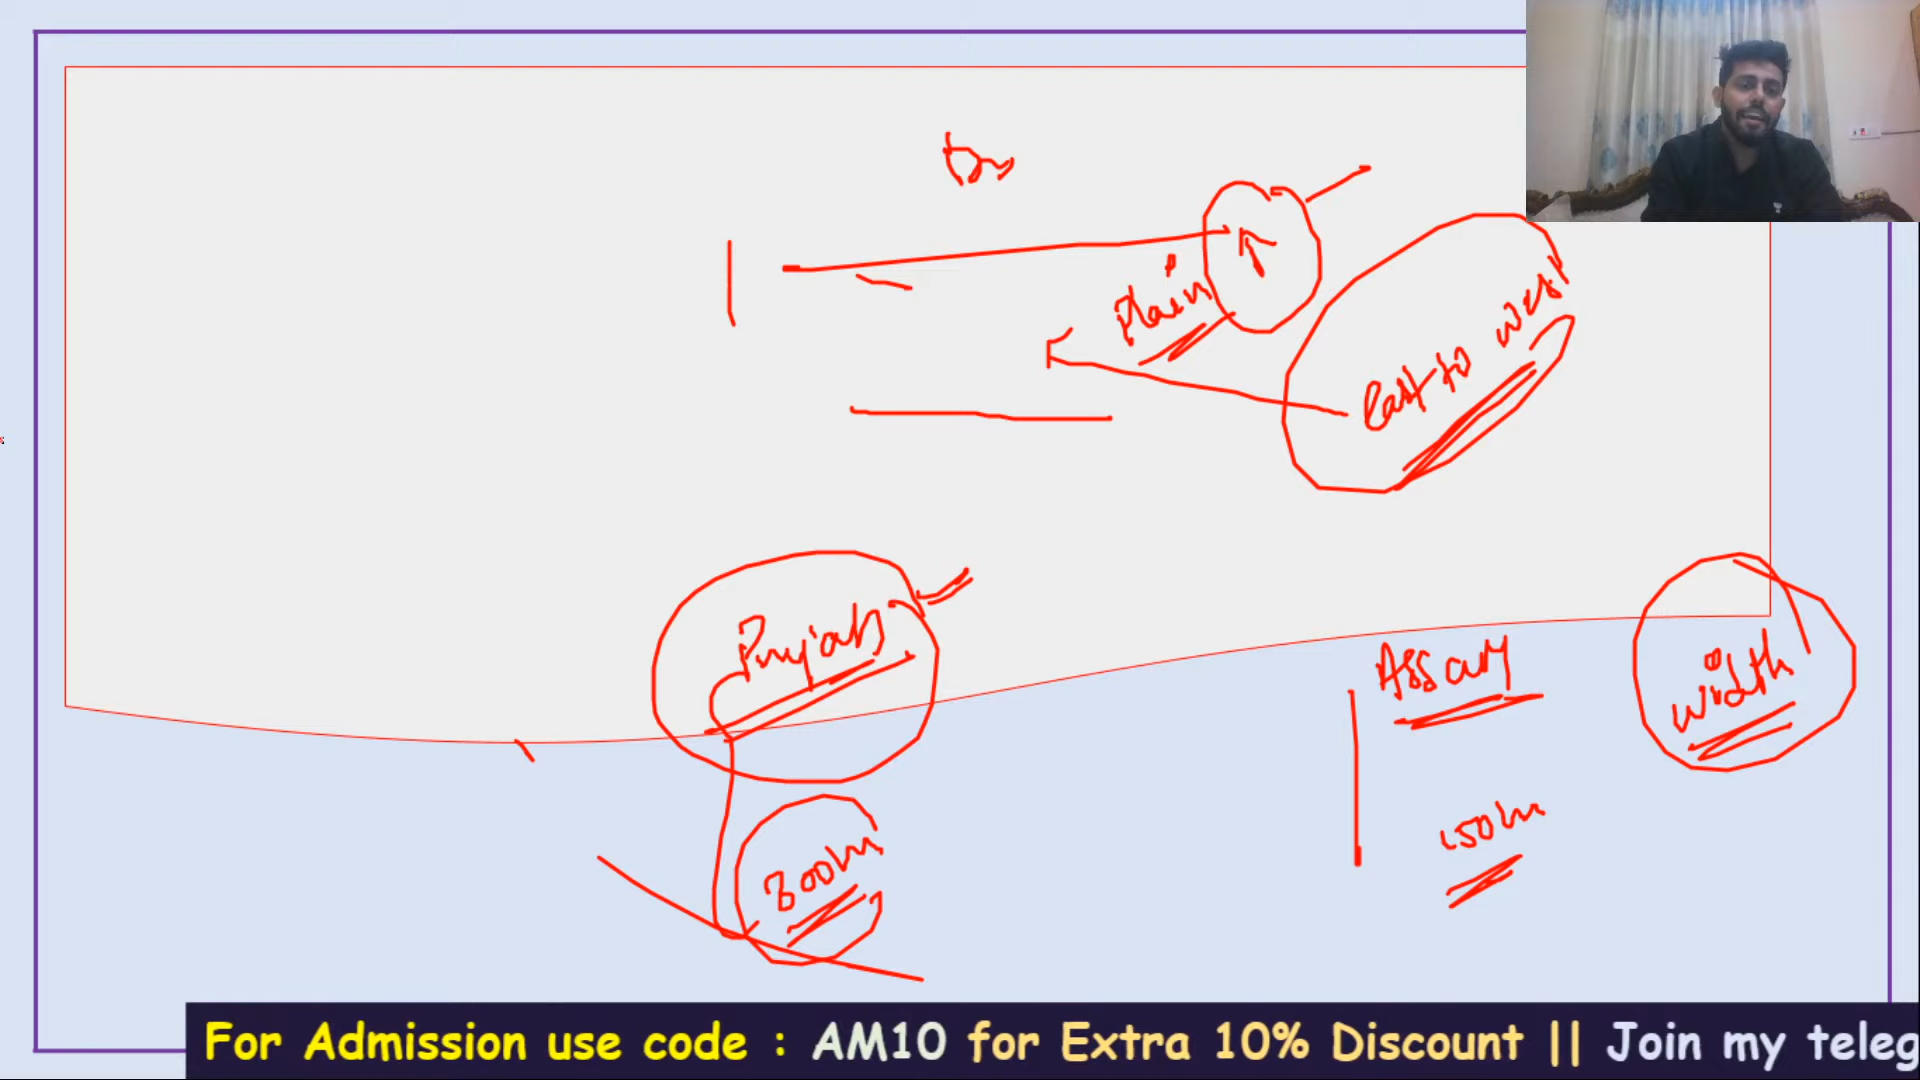 Plain
East to West
Punjab
Assam
Width
300km
150km
For Admission use code : AM10 for Extra 10% Discount || Join my teleg